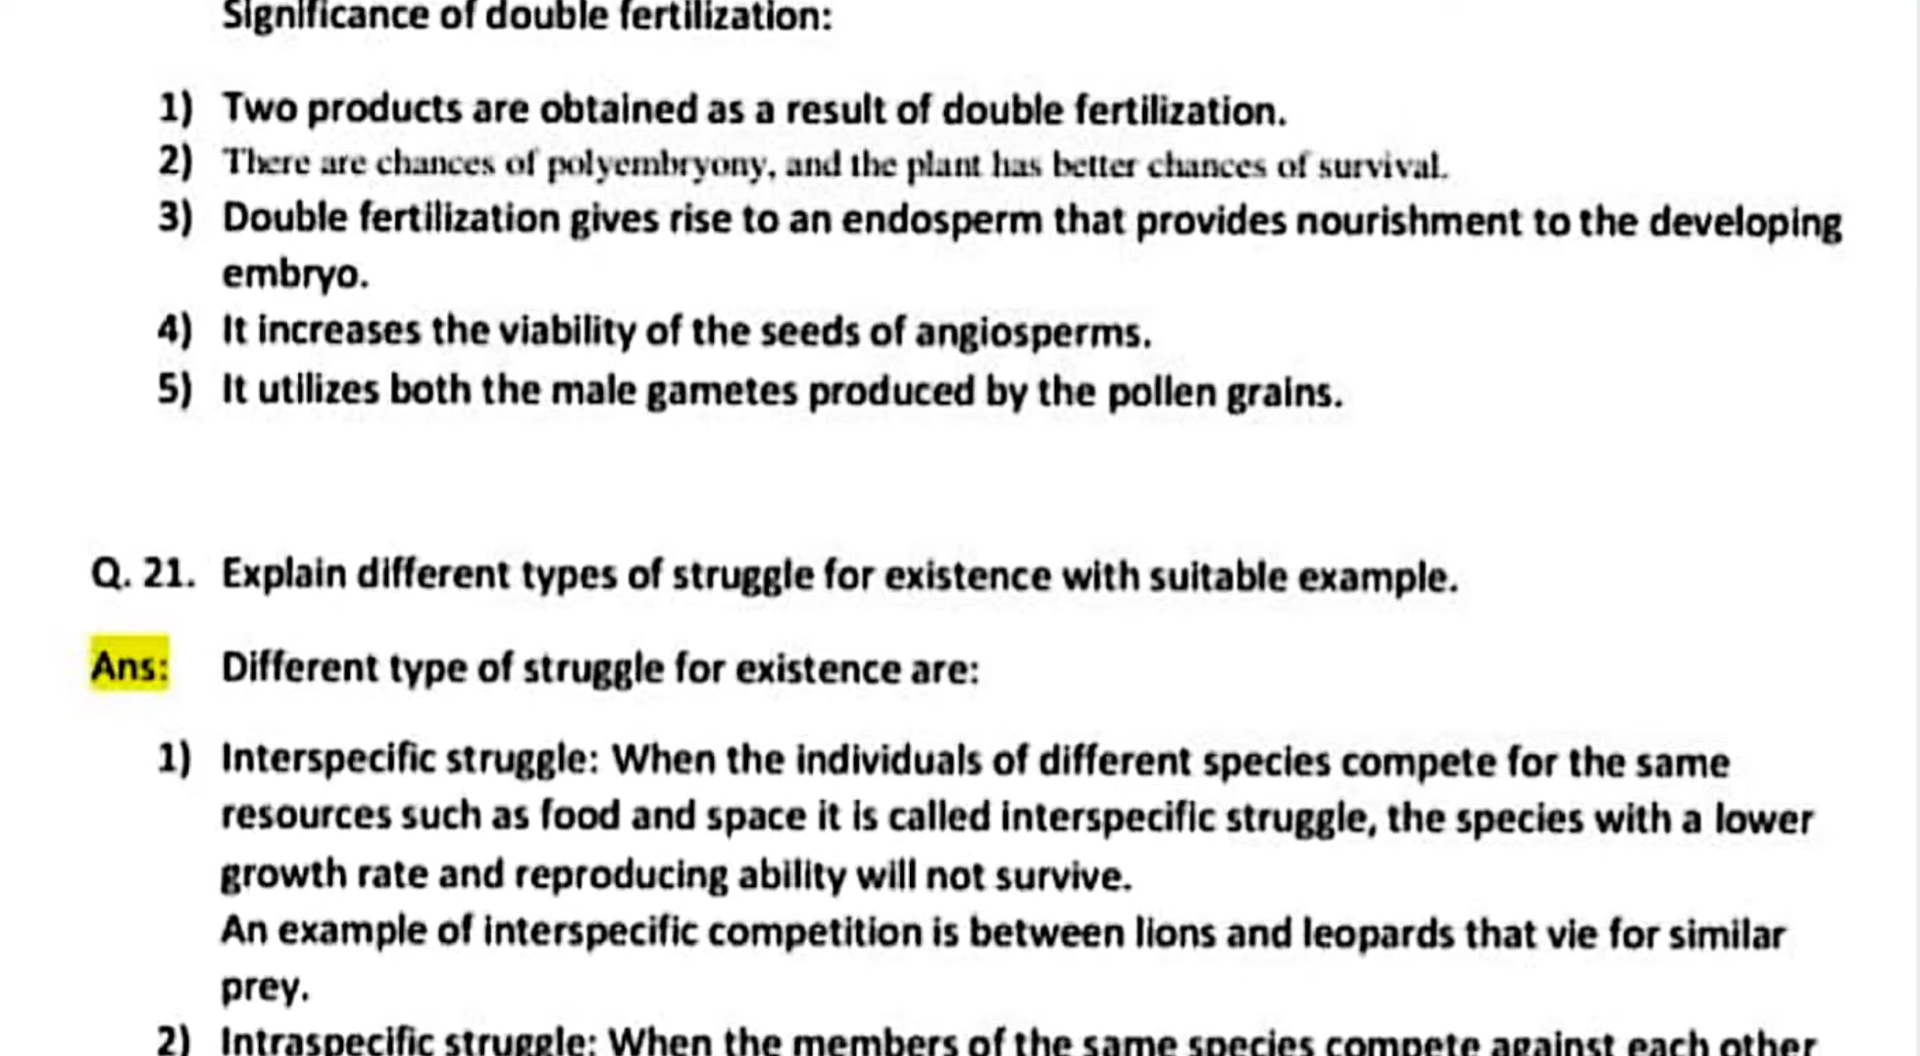 Significance of double fertilization:
1) Two products are obtained as a result of double fertilization.
2) There are chances of polyembryony, and the plant has better chances of survival.
3) Double fertilization gives rise to an endosperm that provides nourishment to the developing
embryo.
4) It increases the viability of the seeds of angiosperms.
5) It utilizes both the male gametes produced by the pollen grains.
Q. 21. Explain different types of struggle for existence with suitable example.
Ans: Different type of struggle for existence are:
1) Interspecific struggle: When the individuals of different species compete for the same
resources such as food and space it is called interspecific struggle, the species with a lower
growth rate and reproducing ability will not survive.
An example of interspecific competition is between lions and leopards that vie for similar
prey.
2) Intraspecific struggle: When the members of the same species compete against each other